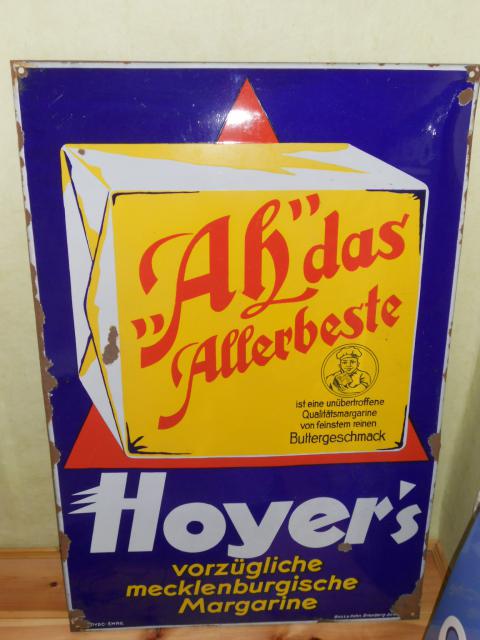 "Ah" das
"Allerbeste
ist eine unübertroffene
Qualitätsmargarine
von feinstem reinen
Buttergeschmack
Hoyer's
vorzügliche
mecklenburgische
Margarine